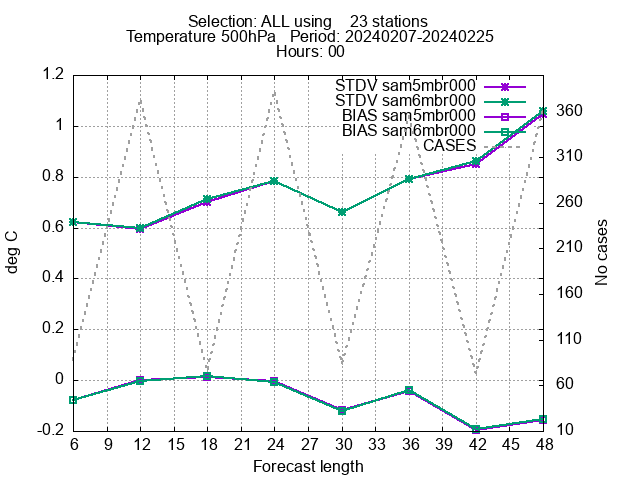 Selection: ALL using    23 stations
Temperature 500hPa   Period: 20240207-20240225
Hours: 00
STDV sam5mbr000
STDV sam6mbr000
BIAS sam5mbr000
BIAS sam6mbr000
CASES
1.2
1
0.8
0.6
0.4
0.2
0
-0.2
deg C
360
310
260
210
160
110
60
10
No cases
6 9 12 15 18 21 24 27 30 33 36 39 42 45 48
Forecast length